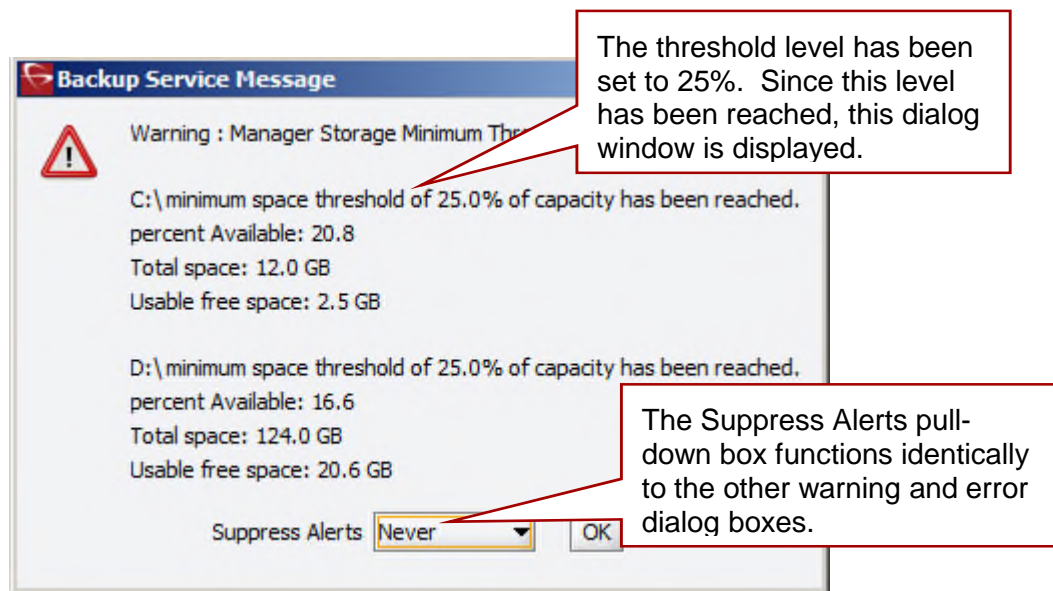 The threshold level has been
set to 25%.  Since this level
has been reached, this dialog
window is displayed.
Backup Service Message
Warning : Manager Storage Minimum
C:\minimum space threshold of 25.0% of capacity has been reached.
percent Available: 20.8
Total space: 12.0 GB
Usable free space: 2.5 GB
D:\minimum space threshold of 25.0% of capacity has been reached.
percent Available: 16.6
Total space: 124.0 GB
Usable free space: 20.6 GB
The Suppress Alerts pull-
down box functions identically
to the other warning and error
dialog boxes.
Suppress Alerts Never OK